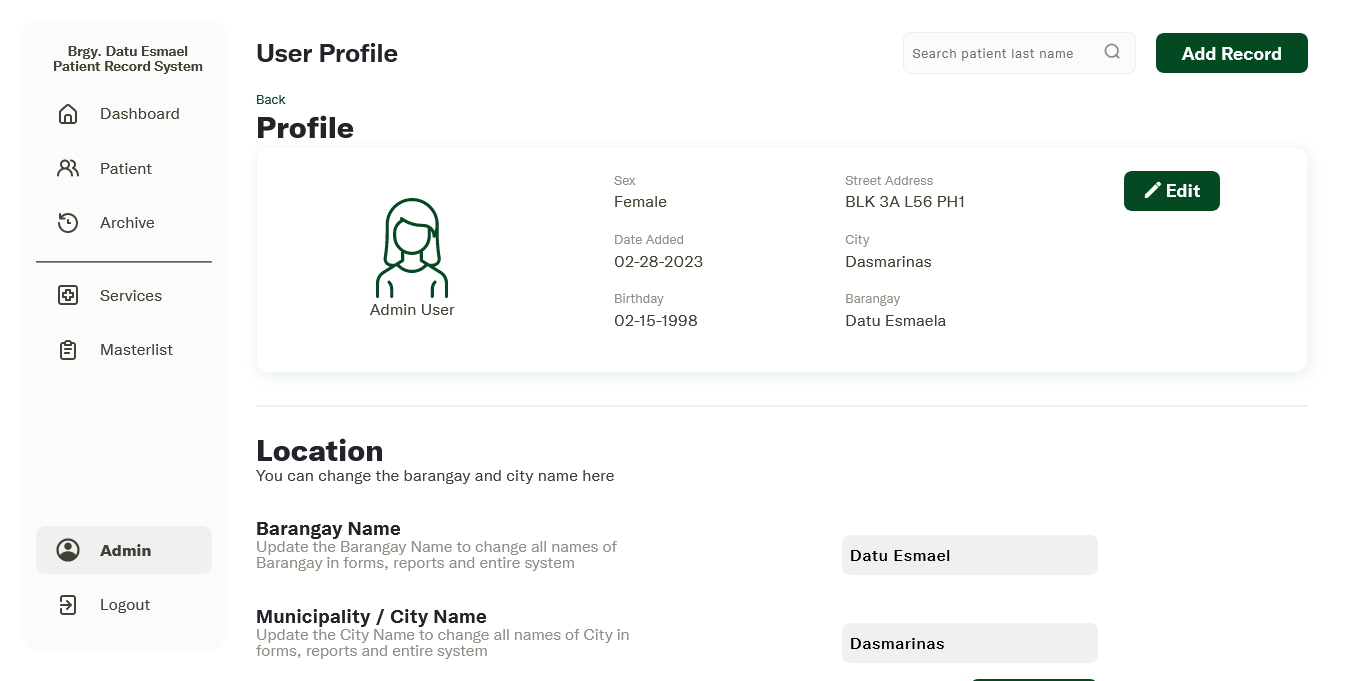 Brgy. Datu Esmael
Patient Record System
Dashboard
Patient
Archive
Services
Masterlist
Admin
Logout
User Profile
Search patient last name
Add Record
Back
Profile
Admin User
Sex
Female
Date Added
02-28-2023
Birthday
02-15-1998
Street Address
BLK 3A L56 PH1
City
Dasmarinas
Barangay
Datu Esmaela
Edit
Location
You can change the barangay and city name here
Barangay Name
Update the Barangay Name to change all names of
Barangay in forms, reports and entire system
Datu Esmael
Municipality / City Name
Update the City Name to change all names of City in
forms, reports and entire system
Dasmarinas